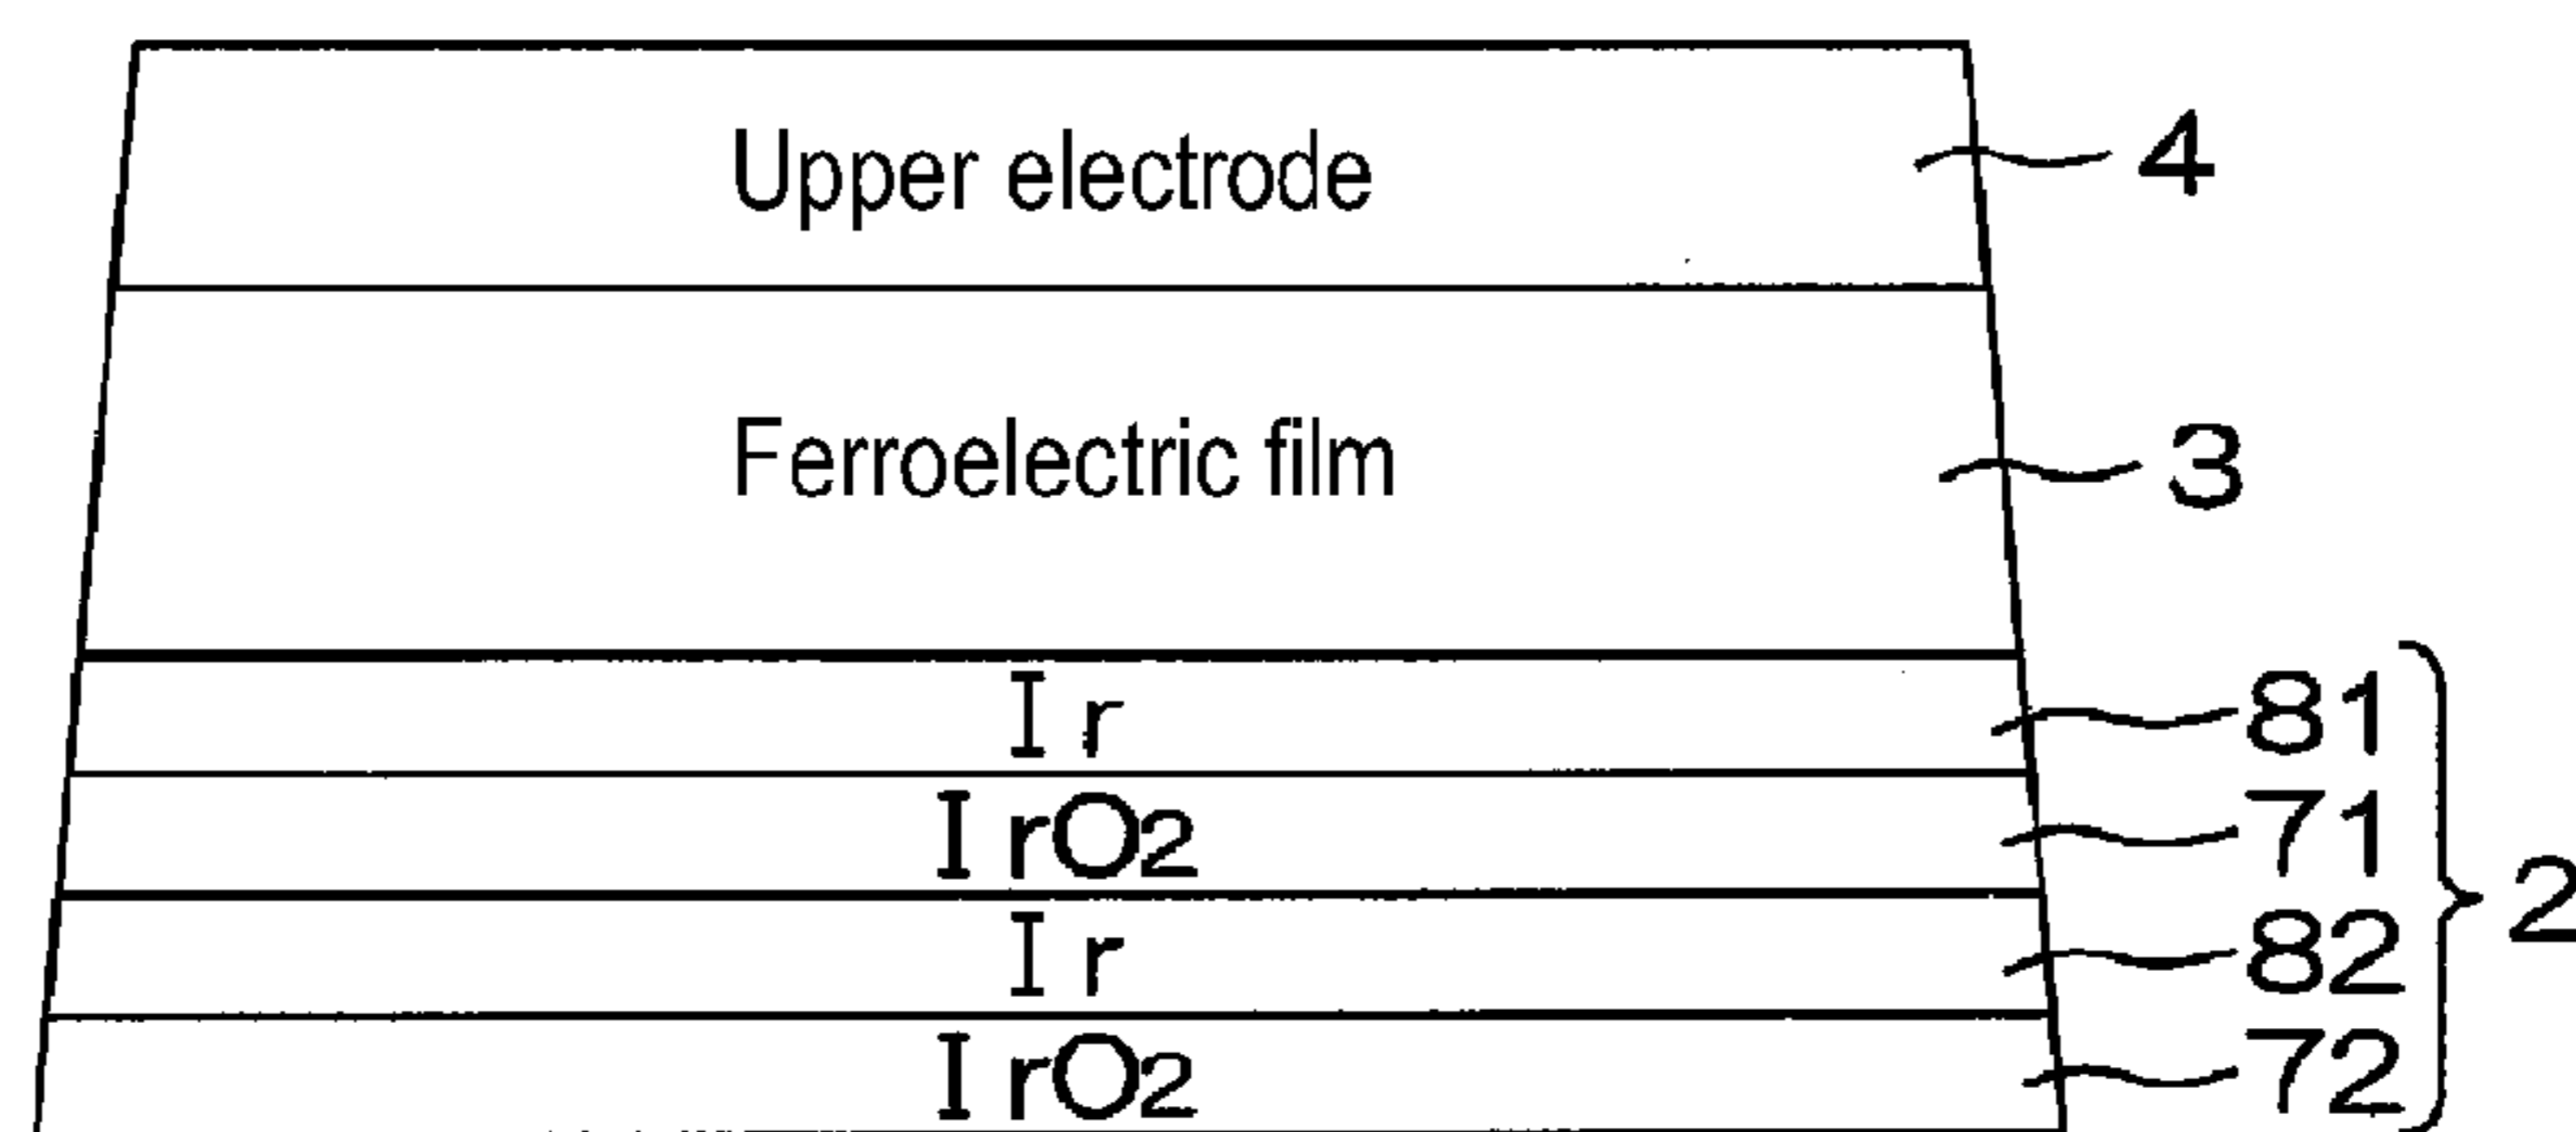 Upper electrode 4
Ferroelectric film 3
Ir 81
IrO2 71
2
Ir 82
IrO2 72